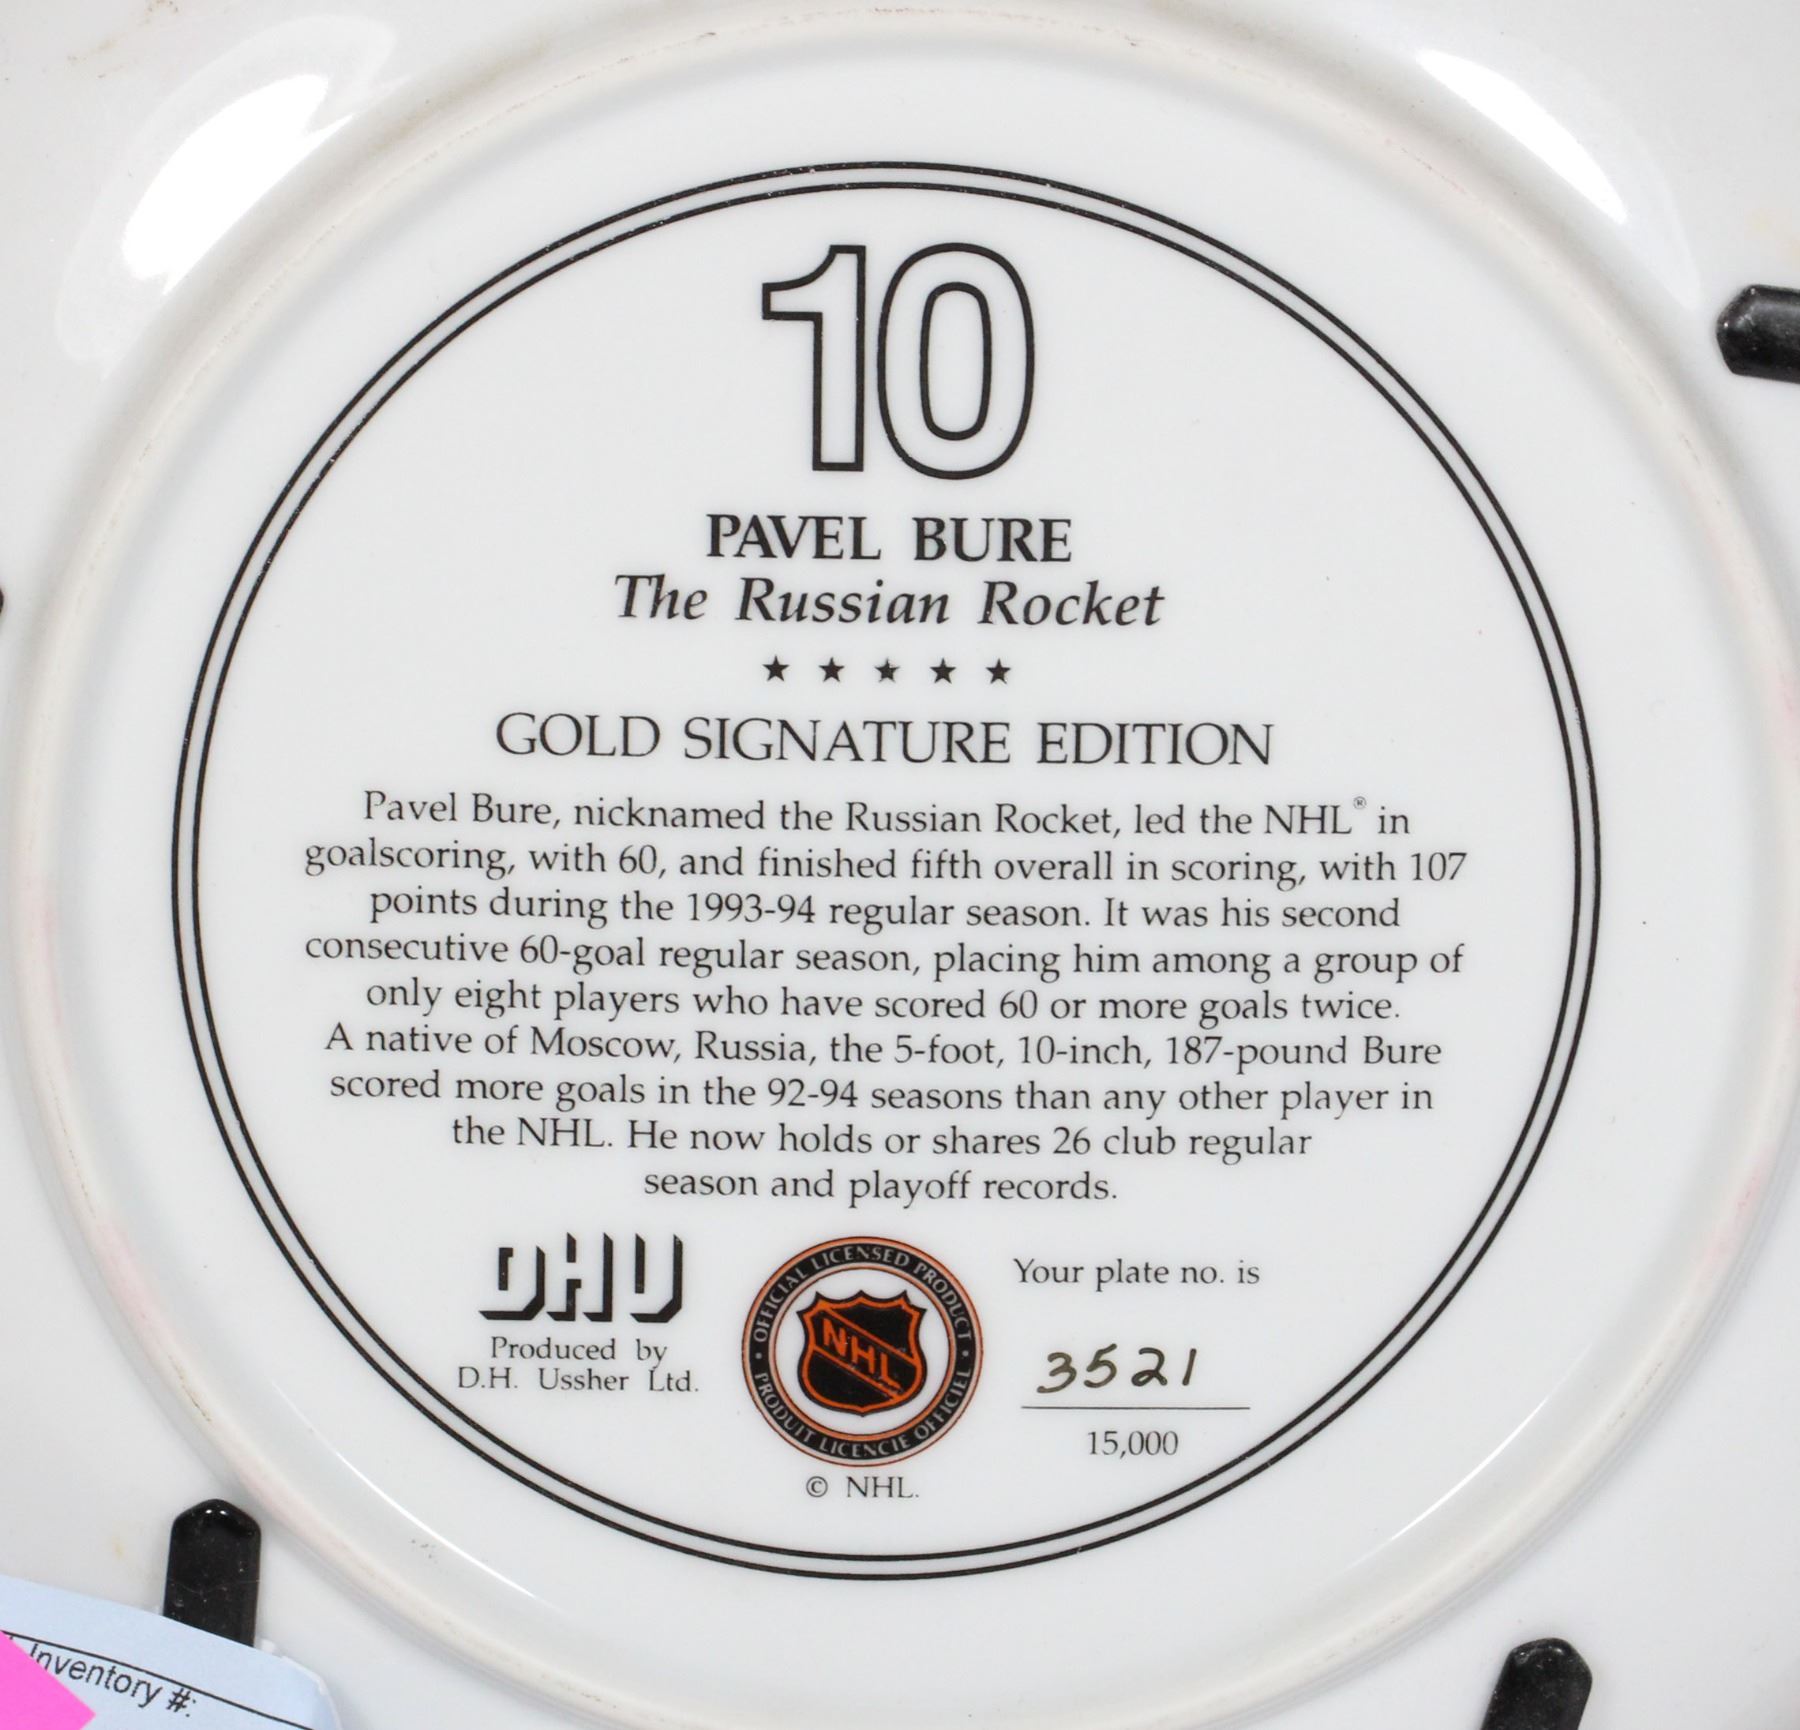 10
PAVEL BURE
The Russian Rocket
★ ★ ★ ★ ★
GOLD SIGNATURE EDITION
Pavel Bure, nicknamed the Russian Rocket, led the NHL® in
goalscoring, with 60, and finished fifth overall in scoring, with 107
points during the 1993-94 regular season. It was his second
consecutive 60-goal regular season, placing him among a group of
only eight players who have scored 60 or more goals twice.
A native of Moscow, Russia, the 5-foot, 10-inch, 187-pound Bure
scored more goals in the 92-94 seasons than any other player in
the NHL. He now holds or shares 26 club regular
season and playoff records.
DHU
Produced by
D.H. Ussher Ltd.
• OFFICIAL LICENSED PRODUCT •
NHL
PRODUIT LICENCIE OFFICIEL
© NHL.
Your plate no. is
3521
15,000
Inventory #: